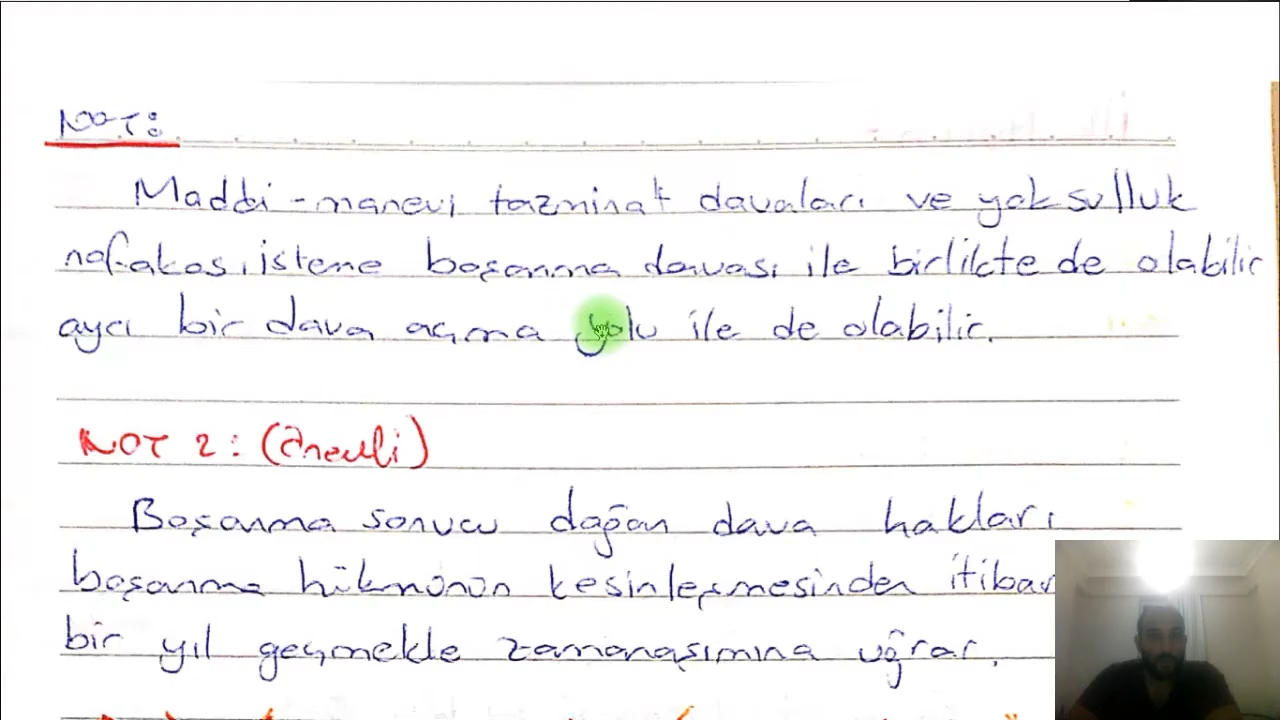 NOT:
Maddi - manevi tazminat davaları ve yoksulluk
nafakası isteme boşanma davası ile birlikte de olabilir
ayrı bir dava açma yolu ile de olabilir.
NOT 2: (Önemli)
Boşanma sonucu doğan dava hakları
boşanma hükmünün kesinleşmesinden itibar
bir yıl geçmekle zamanaşımına uğrar.